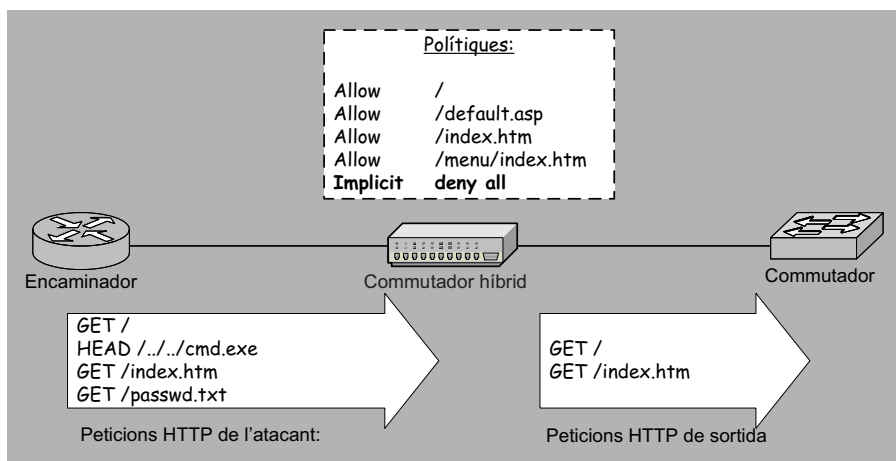 Polítiques:
Allow /
Allow /default.asp
Allow /index.htm
Allow /menu/index.htm
Implicit deny all
Encaminador
Commutador híbrid
Commutador
GET /
HEAD /../../cmd.exe
GET /index.htm
GET /passwd.txt
GET /
GET /index.htm
Peticions HTTP de l'atacant:
Peticions HTTP de sortida